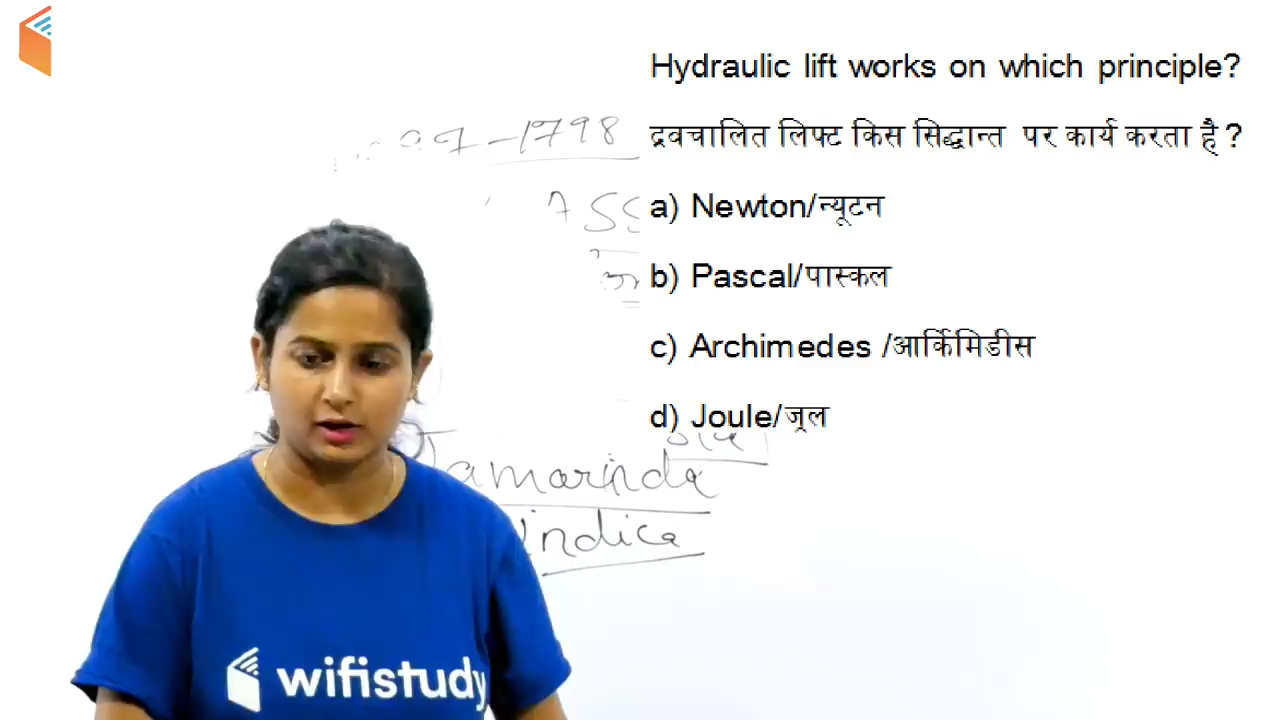 Hydraulic lift works on which principle?
द्रवचालित लिफ्ट किस सिद्धान्त पर कार्य करता है ?
a) Newton/न्यूटन
b) Pascal/पास्कल
c) Archimedes /आर्किमिडीस
d) Joule/जूल
-1798
Tamarinda
indica
wifistudy